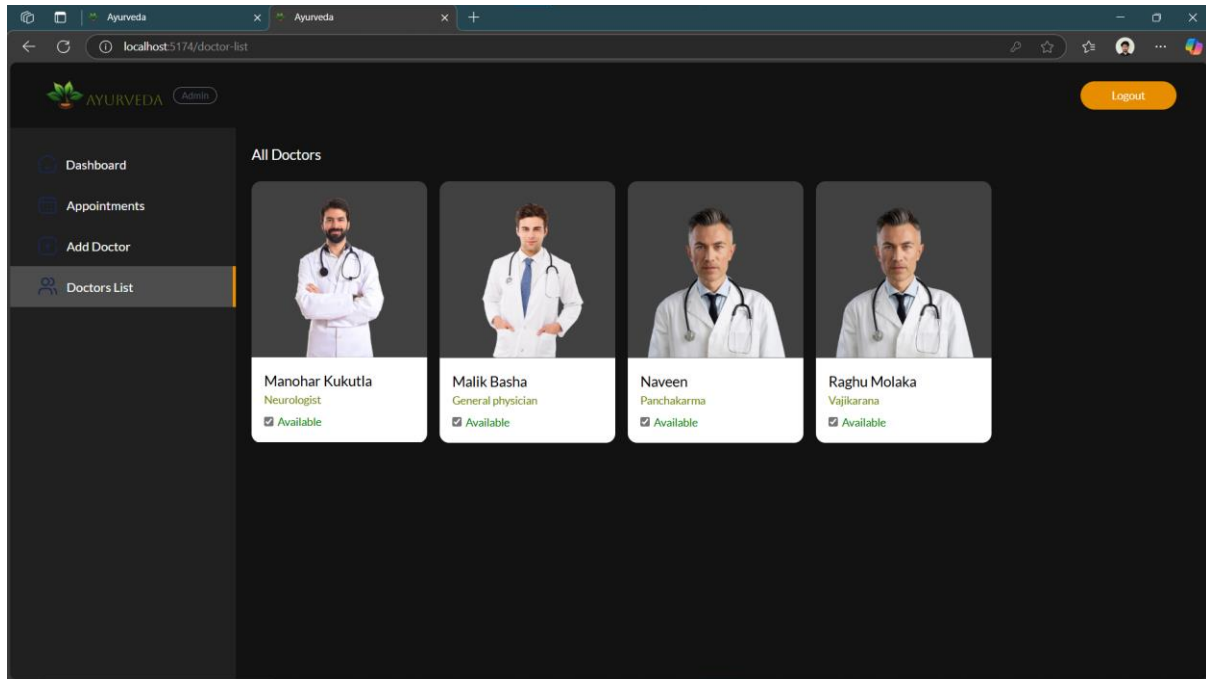 Ayurveda
Ayurveda
localhost:5174/doctor-list
AYURVEDA
Admin
Logout
Dashboard
Appointments
Add Doctor
Doctors List
All Doctors
Manohar Kukutla
Neurologist
Available
Malik Basha
General physician
Available
Naveen
Panchakarma
Available
Raghu Molaka
Vajikarana
Available